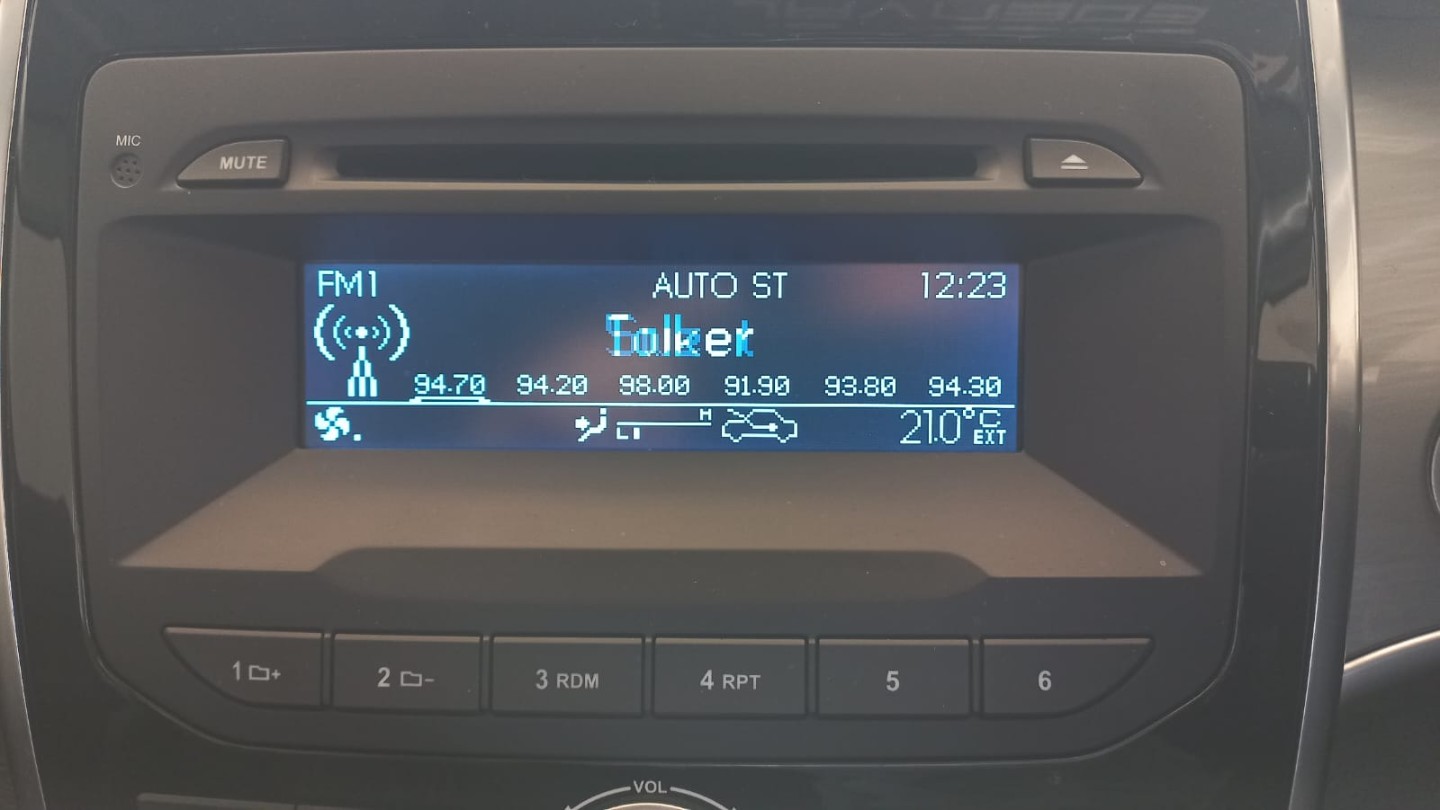 MIC
MUTE
FM1 AUTO ST 12:23
94.70 94.20 98.00 91.90 93.80 94.30
L H 21.0°C
EXT
1 + 2 - 3 RDM 4 RPT 5 6
VOL